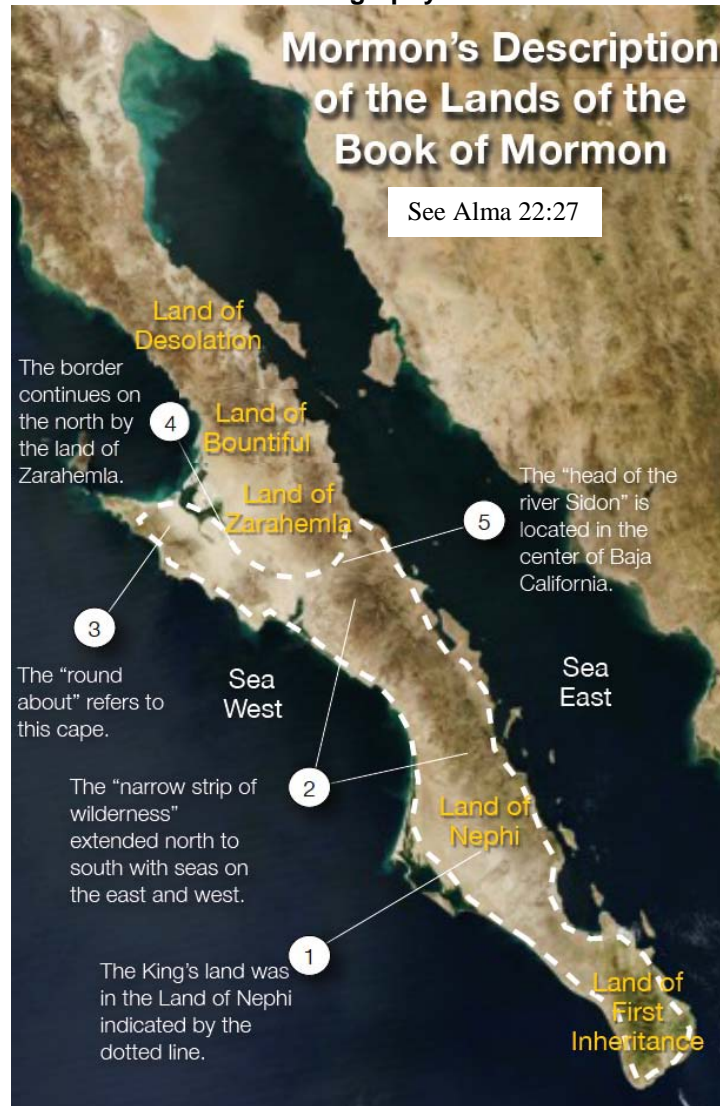 Mormon's Description
of the Lands of the
Book of Mormon
See Alma 22:27
Land of
Desolation
The border
continues on
the north by
the land of
Zarahemla.
4
Land of
Bountiful
Land of
Zarahemla
5
The "head of the
river Sidon" is
located in the
center of Baja
California.
3
The "round
about" refers to
this cape.
Sea
West
Sea
East
2
The "narrow strip of
wilderness"
extended north to
south with seas on
the east and west.
Land of
Nephi
1
The King's land was
in the Land of Nephi
indicated by the
dotted line.
Land of
First
Inheritance